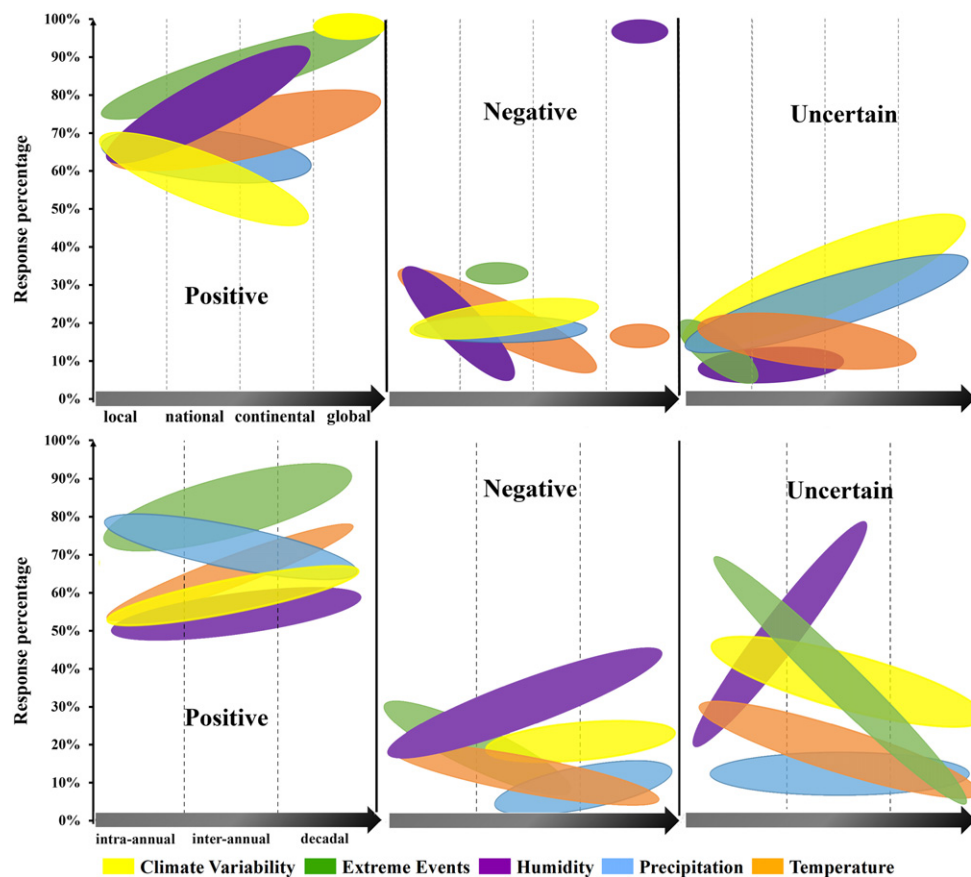 100%
90%
80%
70%
60%
50%
40%
30%
20%
10%
0%
Response percentage
Positive
Negative
Uncertain
local national continental global
100%
90%
80%
70%
60%
50%
40%
30%
20%
10%
0%
Response percentage
Positive
Negative
Uncertain
intra-annual inter-annual decadal
Climate Variability Extreme Events Humidity Precipitation Temperature